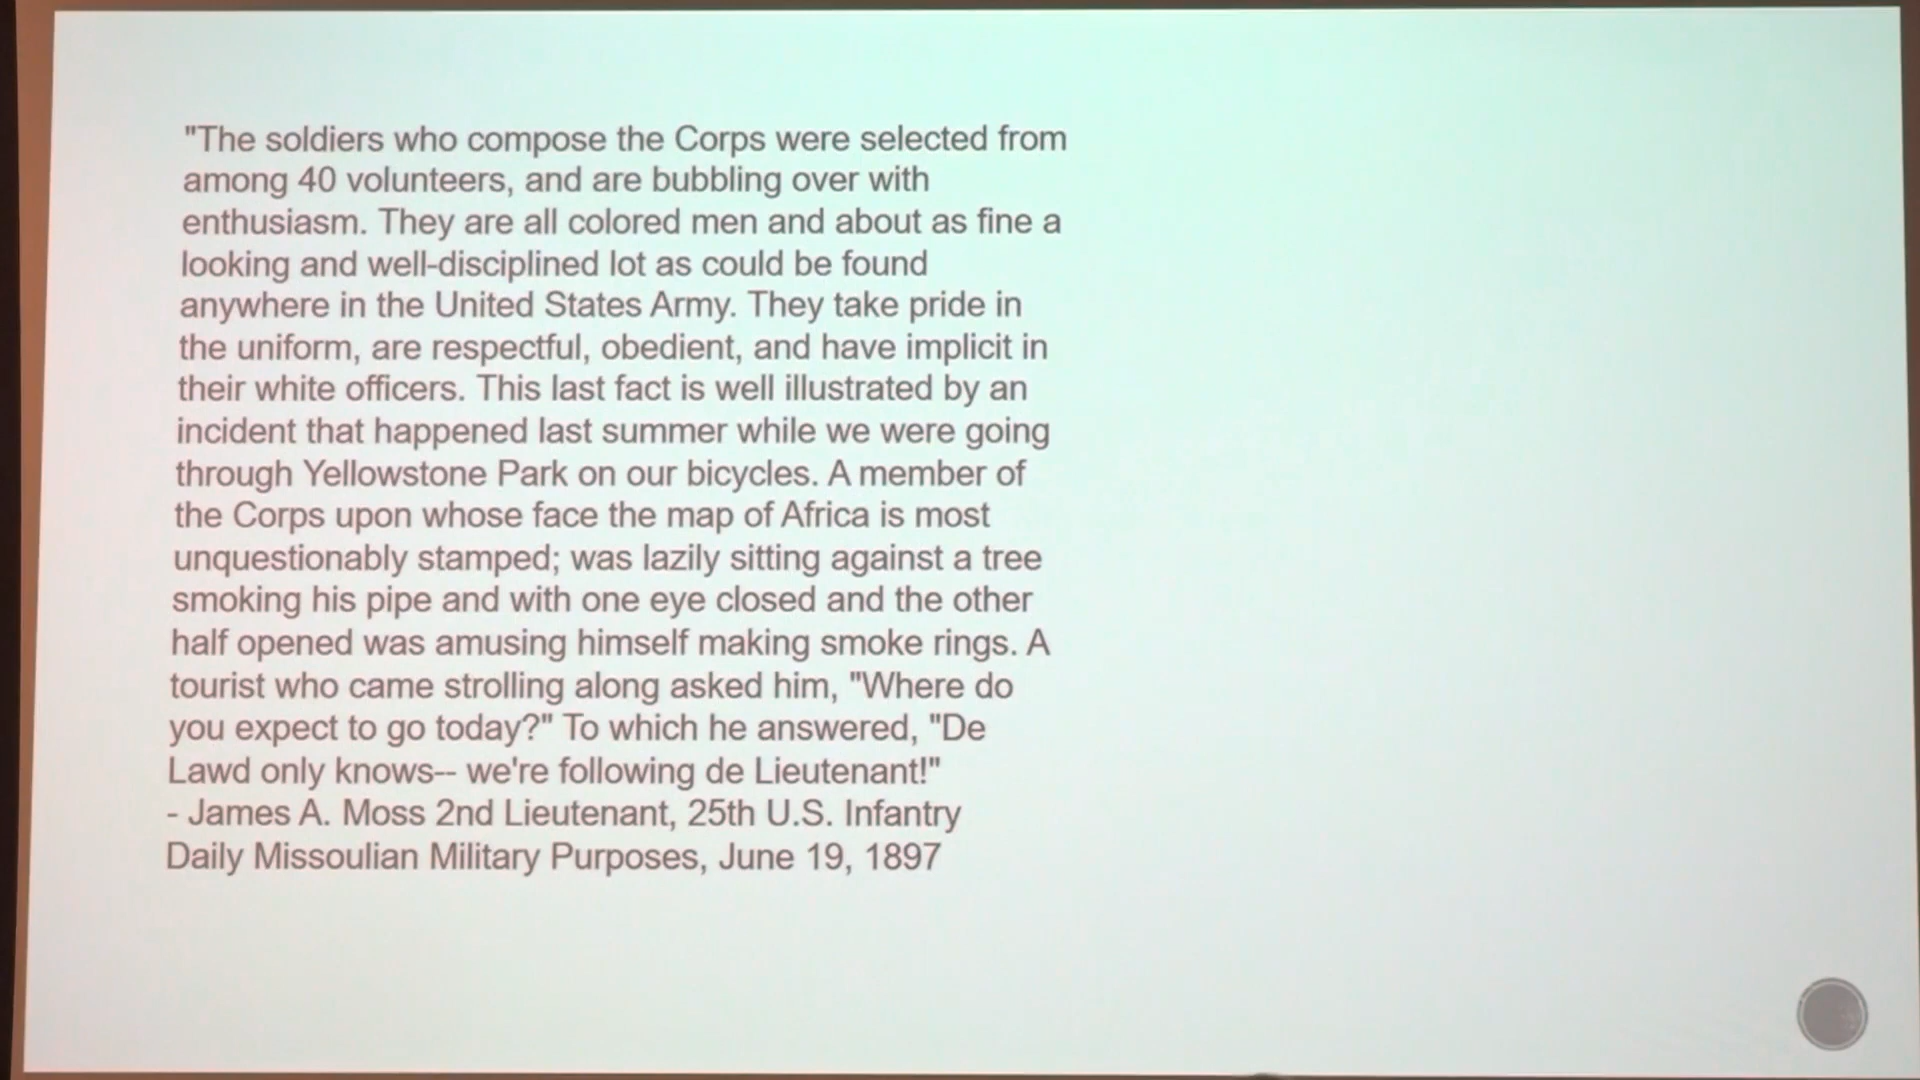 "The soldiers who compose the Corps were selected from
among 40 volunteers, and are bubbling over with
enthusiasm. They are all colored men and about as fine a
looking and well-disciplined lot as could be found
anywhere in the United States Army. They take pride in
the uniform, are respectful, obedient, and have implicit in
their white officers. This last fact is well illustrated by an
incident that happened last summer while we were going
through Yellowstone Park on our bicycles. A member of
the Corps upon whose face the map of Africa is most
unquestionably stamped; was lazily sitting against a tree
smoking his pipe and with one eye closed and the other
half opened was amusing himself making smoke rings. A
tourist who came strolling along asked him, "Where do
you expect to go today?" To which he answered, "De
Lawd only knows-- we're following de Lieutenant!"
- James A. Moss 2nd Lieutenant, 25th U.S. Infantry
Daily Missoulian Military Purposes, June 19, 1897